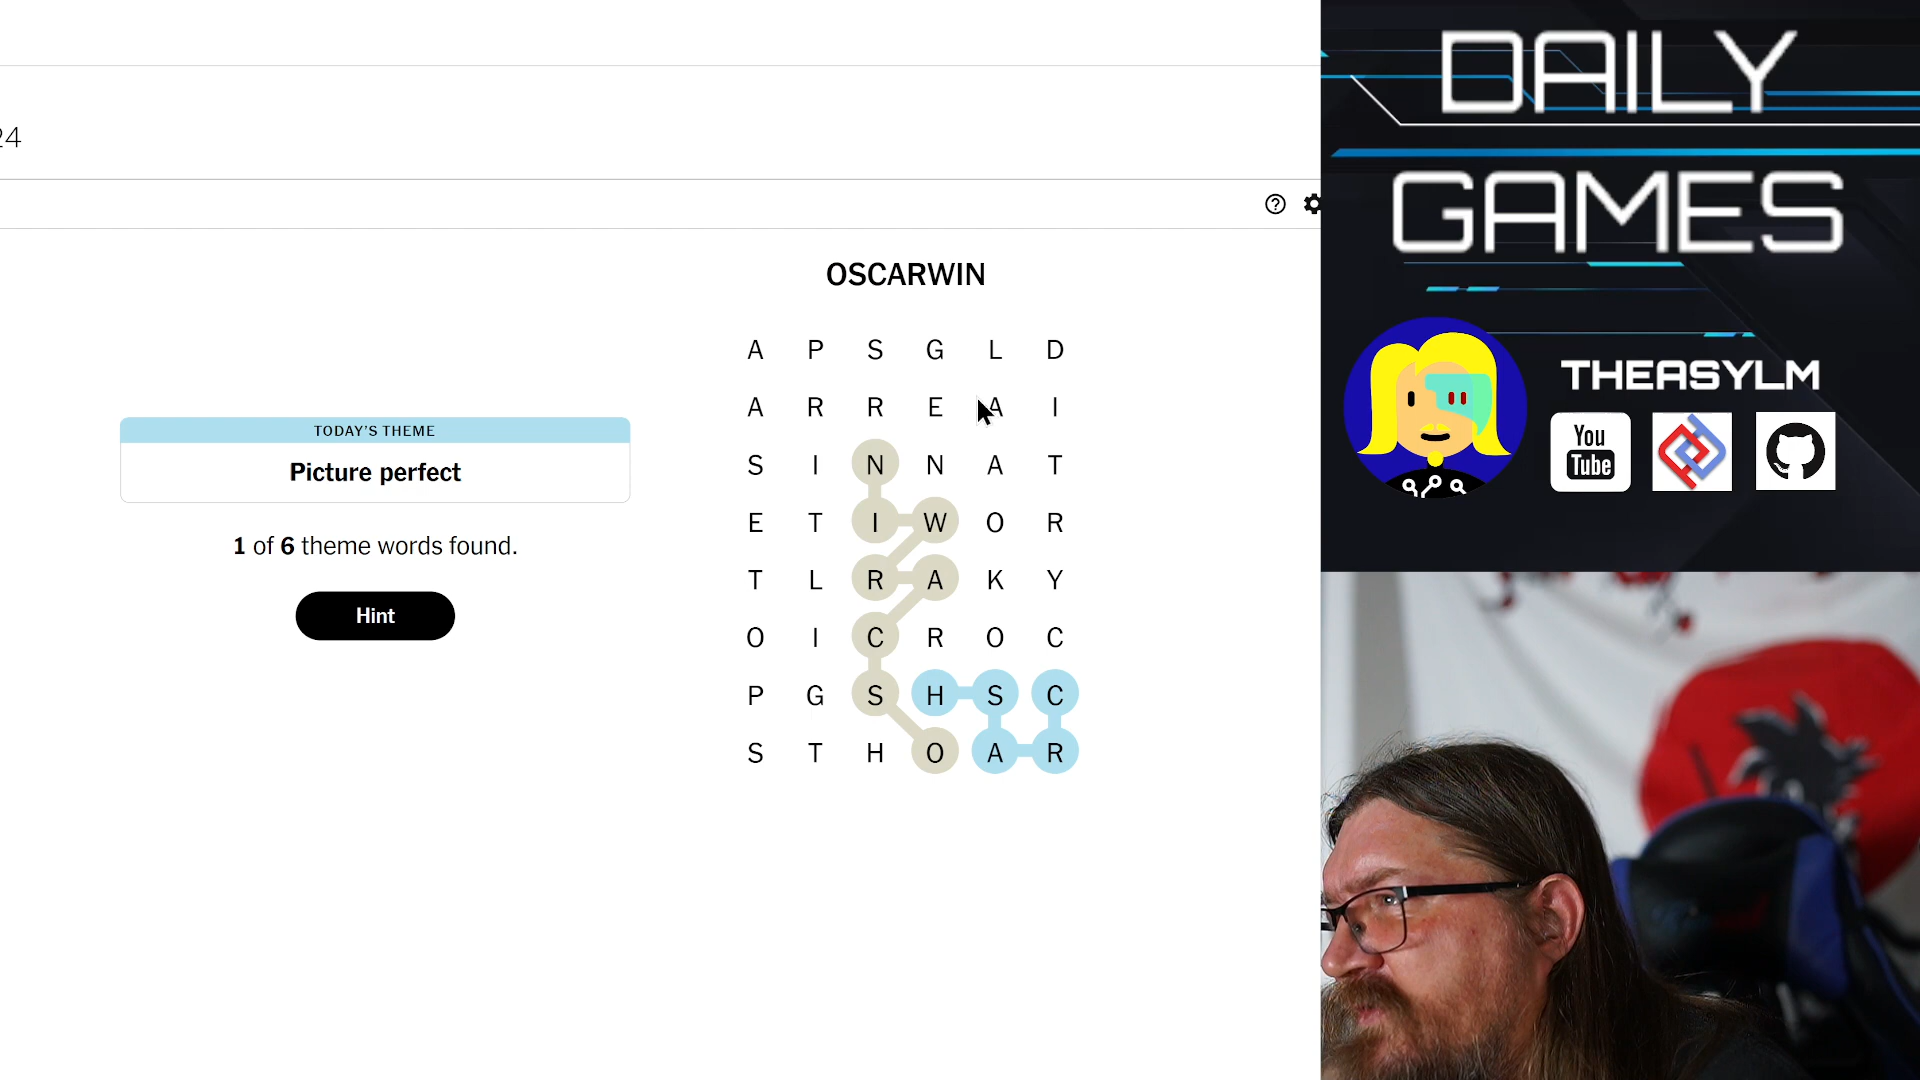 24
DAILY
GAMES
OSCARWIN
A P S G L D
A R R E A I
S I N N A T
E T I W O R
T L R A K Y
O I C R O C
P G S H S C
S T H O A R
TODAY'S THEME
Picture perfect
1 of 6 theme words found.
Hint
THEASYLM
You
Tube